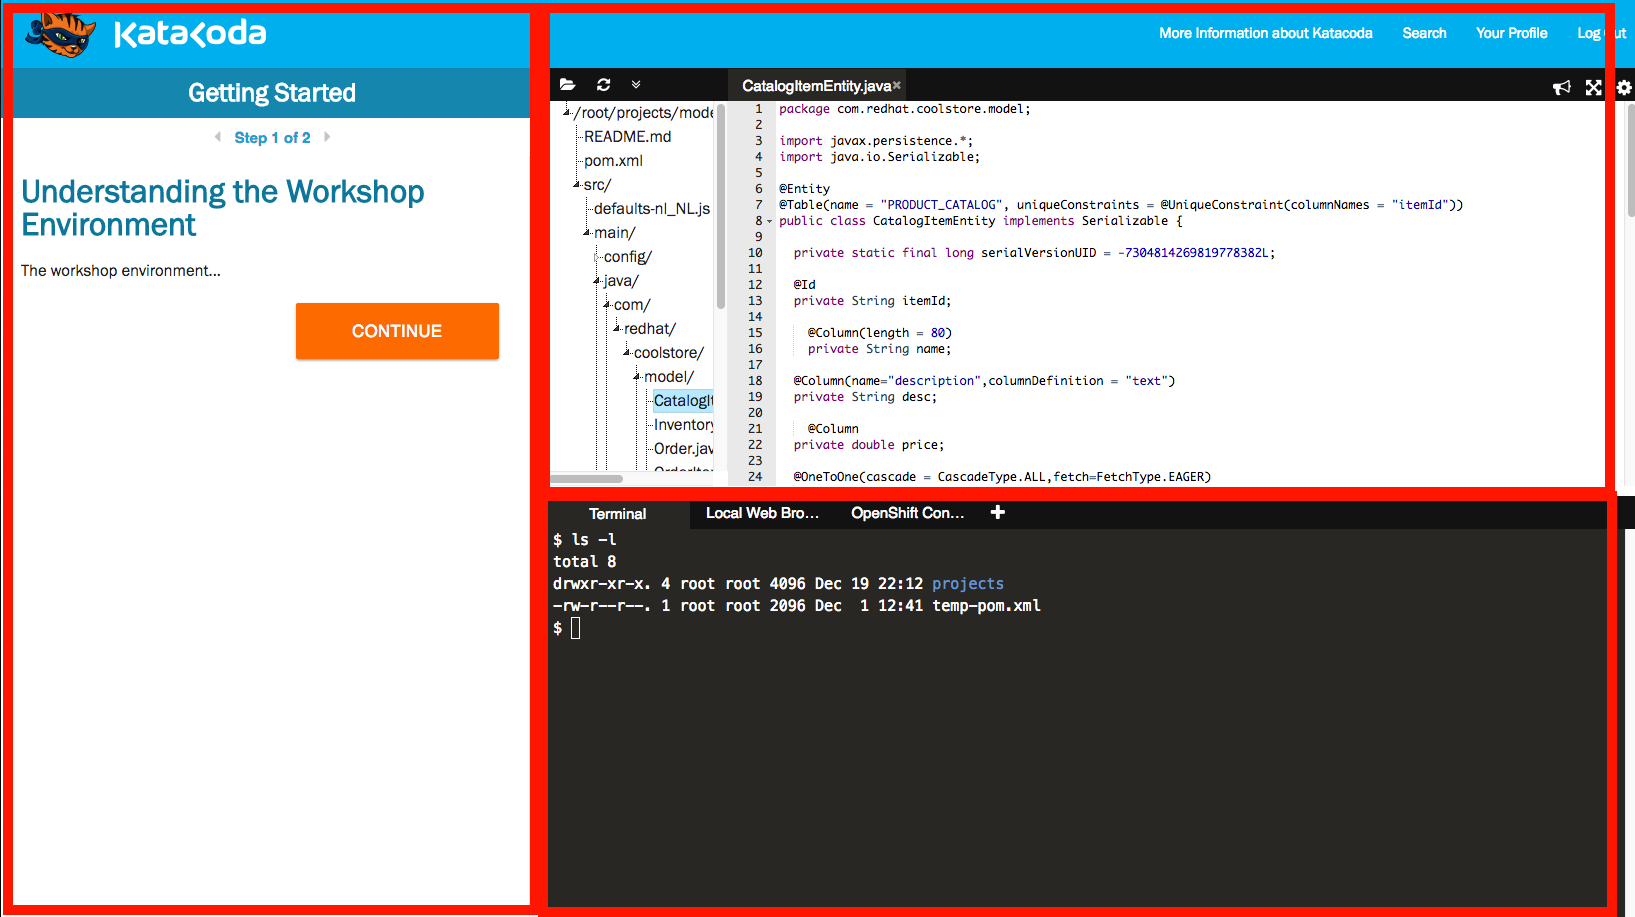 Katacoda
More Information about Katacoda
Search
Your Profile
Log Out
Getting Started
Step 1 of 2
Understanding the Workshop
Environment
The workshop environment...
CONTINUE
/root/projects/mode
README.md
pom.xml
src/
defaults-nl_NL.js
main/
config/
java/
com/
redhat/
coolstore/
model/
CatalogIt
Inventory
Order.jav
OrderIte
CatalogItemEntity.java
1 package com.redhat.coolstore.model;
2
3 import javax.persistence.*;
4 import java.io.Serializable;
5
6 @Entity
7 @Table(name = "PRODUCT_CATALOG", uniqueConstraints = @UniqueConstraint(columnNames = "itemId"))
8 public class CatalogItemEntity implements Serializable {
9
10 private static final long serialVersionUID = -7304814269819778382L;
11
12 @Id
13 private String itemId;
14
15 @Column(length = 80)
16 private String name;
17
18 @Column(name="description",columnDefinition = "text")
19 private String desc;
20
21 @Column
22 private double price;
23
24 @OneToOne(cascade = CascadeType.ALL,fetch=FetchType.EAGER)
Terminal
Local Web Bro...
OpenShift Con...
$ ls -l
total 8
drwxr-xr-x. 4 root root 4096 Dec 19 22:12 projects
-rw-r--r--. 1 root root 2096 Dec  1 12:41 temp-pom.xml
$